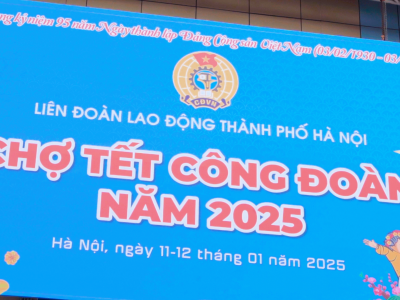 kỷ niệm 95 năm Ngày thành lập Đảng Cộng sản Việt Nam (03/02/1930 - 03/
CĐVN
LIÊN ĐOÀN LAO ĐỘNG THÀNH PHỐ HÀ NỘI
CHỢ TẾT CÔNG ĐOÀN
NĂM 2025
Hà Nội, ngày 11-12 tháng 01 năm 2025